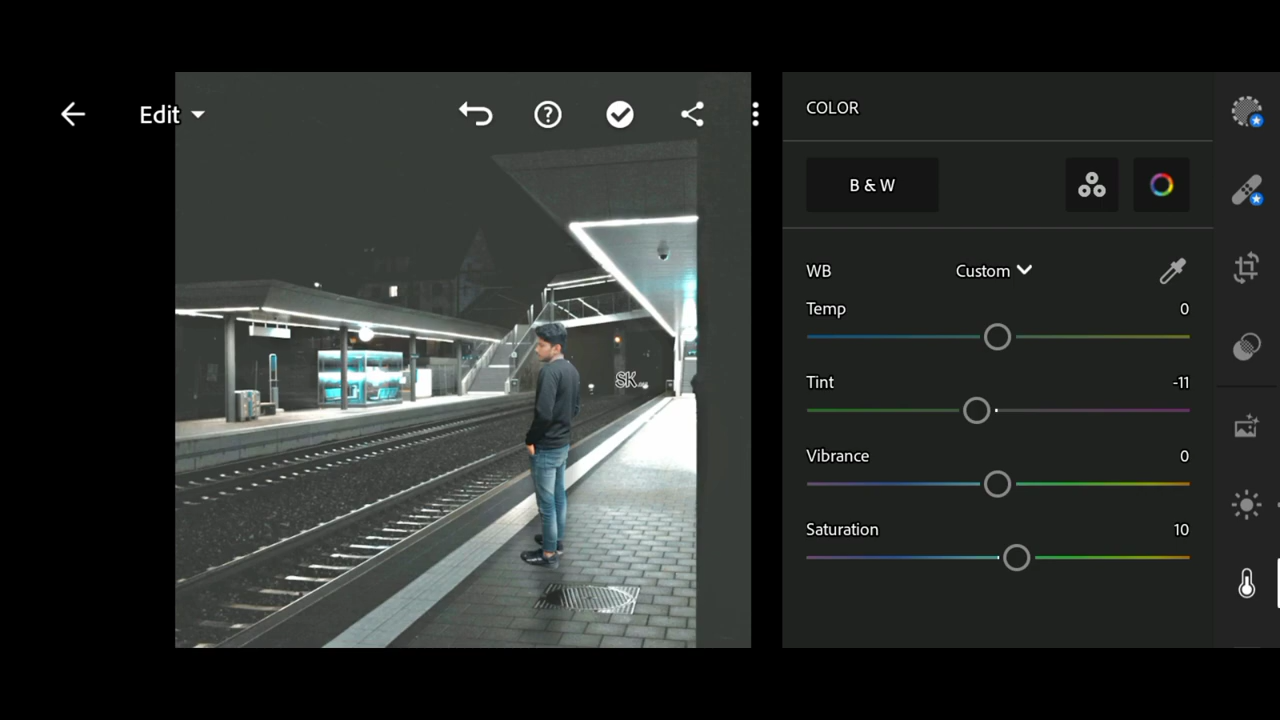 Edit
COLOR
B & W
WB Custom
Temp 0
Tint -11
Vibrance 0
Saturation 10
SK